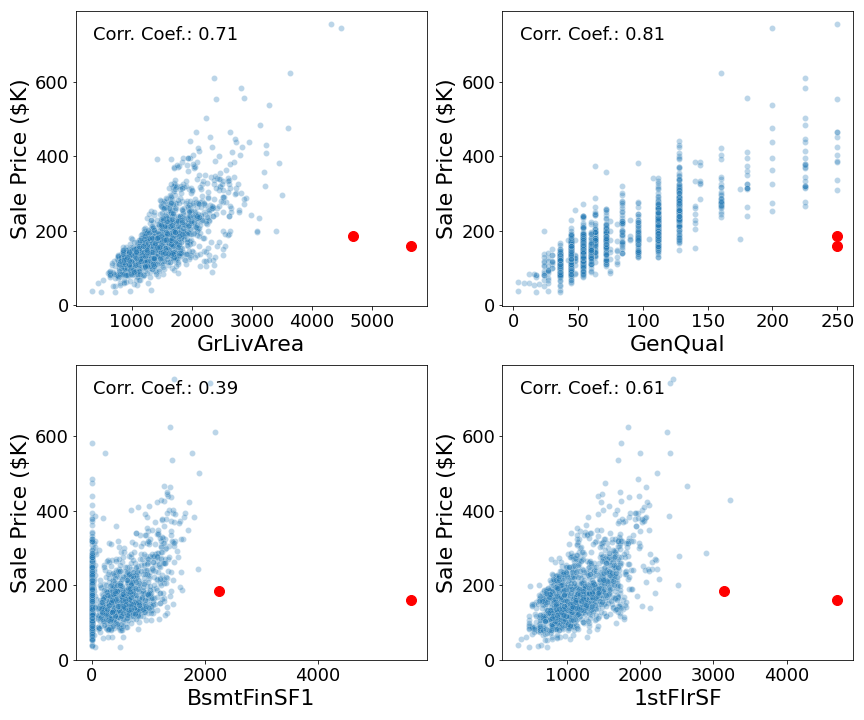 Corr. Coef.: 0.71
Sale Price ($K)
600
400
200
0
1000 2000 3000 4000 5000
GrLivArea
Corr. Coef.: 0.81
Sale Price ($K)
600
400
200
0
0 50 100 150 200 250
GenQual
Corr. Coef.: 0.39
Sale Price ($K)
600
400
200
0
0 2000 4000
BsmtFinSF1
Corr. Coef.: 0.61
Sale Price ($K)
600
400
200
0
1000 2000 3000 4000
1stFlrSF